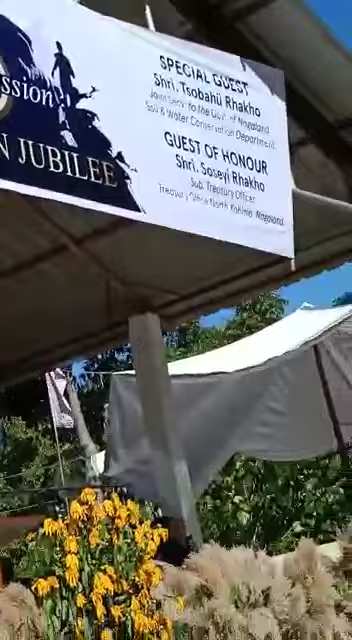 ssion
N JUBILEE
SPECIAL GUEST
Shri. Tsobahü Rhakho
Joint Secy to the Govt. of Nagaland
Soil & Water Conservation Department
GUEST OF HONOUR
Shri. Soseyi Rhakho
Sub. Treasury Officer
Treasury Office North Kohima Nagaland